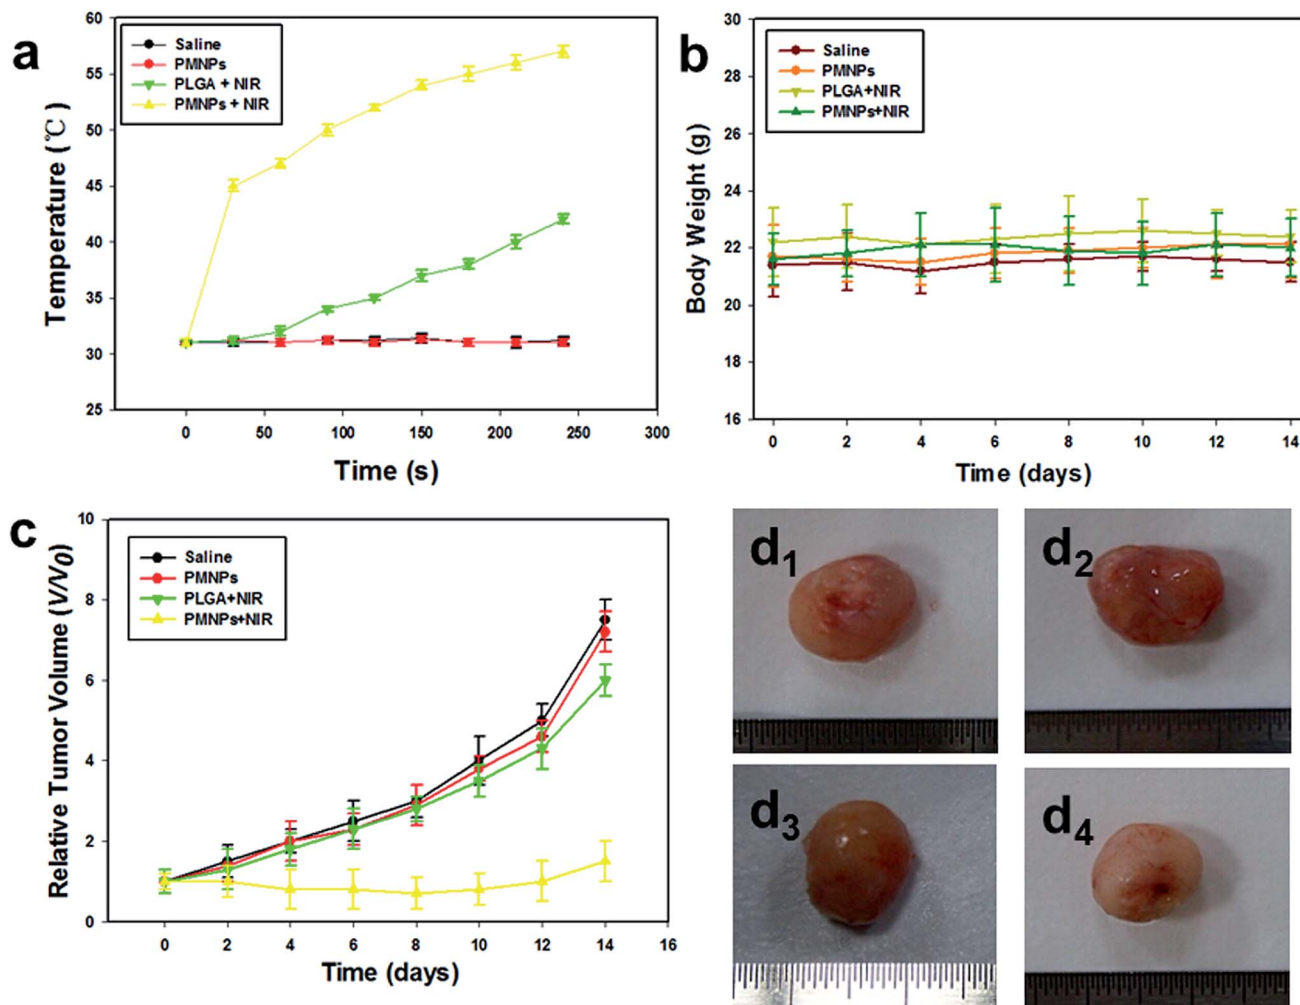 a
Saline
PMNPs
PLGA + NIR
PMNPs + NIR
60
55
50
45
40
35
30
25
Temperature (℃)
0 50 100 150 200 250 300
Time (s)
b
Saline
PMNPs
PLGA+NIR
PMNPs+NIR
30
28
26
24
22
20
18
16
Body Weight (g)
0 2 4 6 8 10 12 14
Time (days)
c
Saline
PMNPs
PLGA+NIR
PMNPs+NIR
10
8
6
4
2
0
Relative Tumor Volume (V/V0)
0 2 4 6 8 10 12 14 16
Time (days)
d1
d2
d3
d4